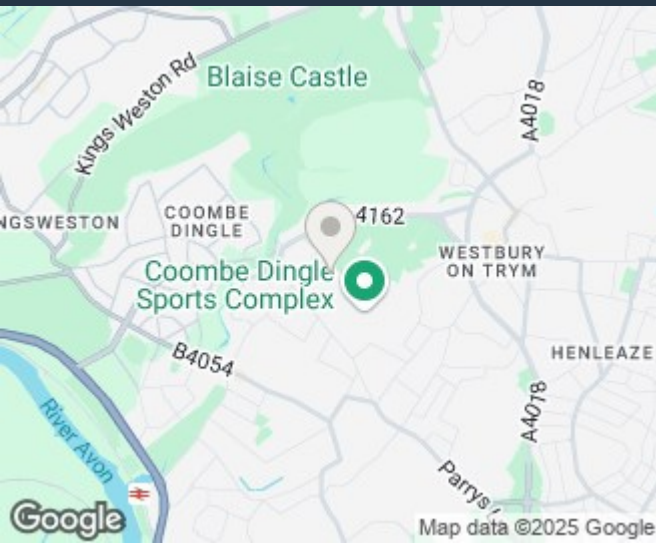 Blaise Castle
Kings Weston Rd
A4018
COOMBE
DINGLE
4162
NGSWESTON
WESTBURY
ON TRYM
Coombe Dingle
Sports Complex
B4054
HENLEAZE
A4018
River Avon
Parrys
Google
Map data ©2025 Google